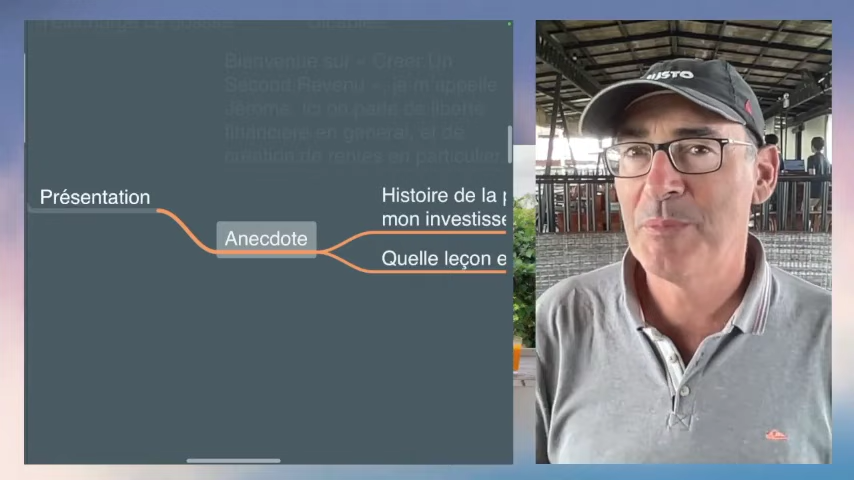 Bienvenue sur « Créer Un
Second Revenu », je m'appelle
Jérôme. Ici on parle de liberté
financière en général, et de
création de rentes en particulier.
Présentation
Anecdote
Histoire de la p
mon investisse
Quelle leçon e